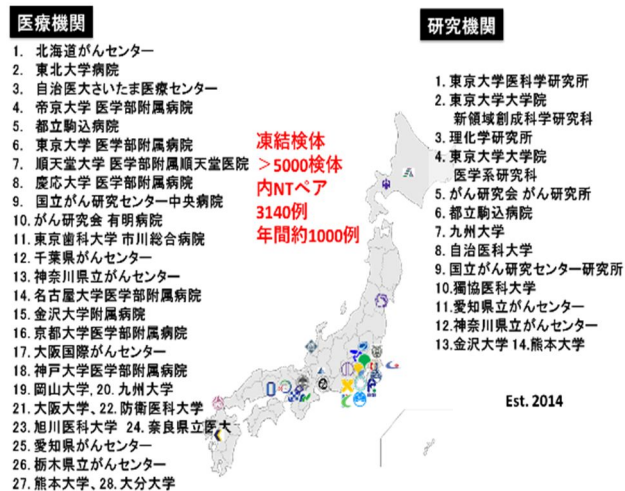 医療機関
1. 北海道がんセンター
2. 東北大学病院
3. 自治医大さいたま医療センター
4. 帝京大学 医学部附属病院
5. 都立駒込病院
6. 東京大学 医学部附属病院
7. 順天堂大学 医学部附属順天堂医院
8. 慶応大学 医学部附属病院
9. 国立がん研究センター中央病院
10. がん研究会 有明病院
11. 東京歯科大学 市川総合病院
12. 千葉県がんセンター
13. 神奈川県立がんセンター
14. 名古屋大学医学部附属病院
15. 金沢大学附属病院
16. 京都大学医学部附属病院
17. 大阪国際がんセンター
18. 神戸大学医学部附属病院
19. 岡山大学, 20. 九州大学
21. 大阪大学、22. 防衛医科大学
23. 旭川医科大学 24. 奈良県立医大
25. 愛知県がんセンター
26. 栃木県立がんセンター
27. 熊本大学、28. 大分大学
凍結検体
＞5000検体
内NTペア
3140例
年間約1000例
研究機関
1. 東京大学医科学研究所
2. 東京大学大学院
新領域創成科学研究科
3. 理化学研究所
4. 東京大学大学院
医学系研究科
5. がん研究会 がん研究所
6. 都立駒込病院
7. 九州大学
8. 自治医科大学
9. 国立がん研究センター研究所
10. 獨協医科大学
11. 愛知県立がんセンター
12. 神奈川県立がんセンター
13. 金沢大学 14. 熊本大学
Est. 2014